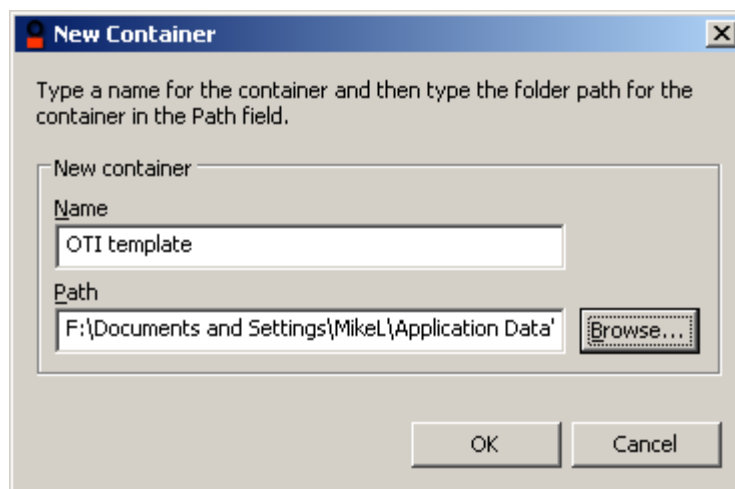 New Container
Type a name for the container and then type the folder path for the
container in the Path field.
New container
Name
OTI template
Path
F:\Documents and Settings\MikeL\Application Data
Browse...
OK
Cancel